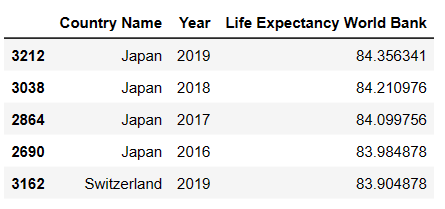 Country Name Year Life Expectancy World Bank
3212 Japan 2019 84.356341
3038 Japan 2018 84.210976
2864 Japan 2017 84.099756
2690 Japan 2016 83.984878
3162 Switzerland 2019 83.904878